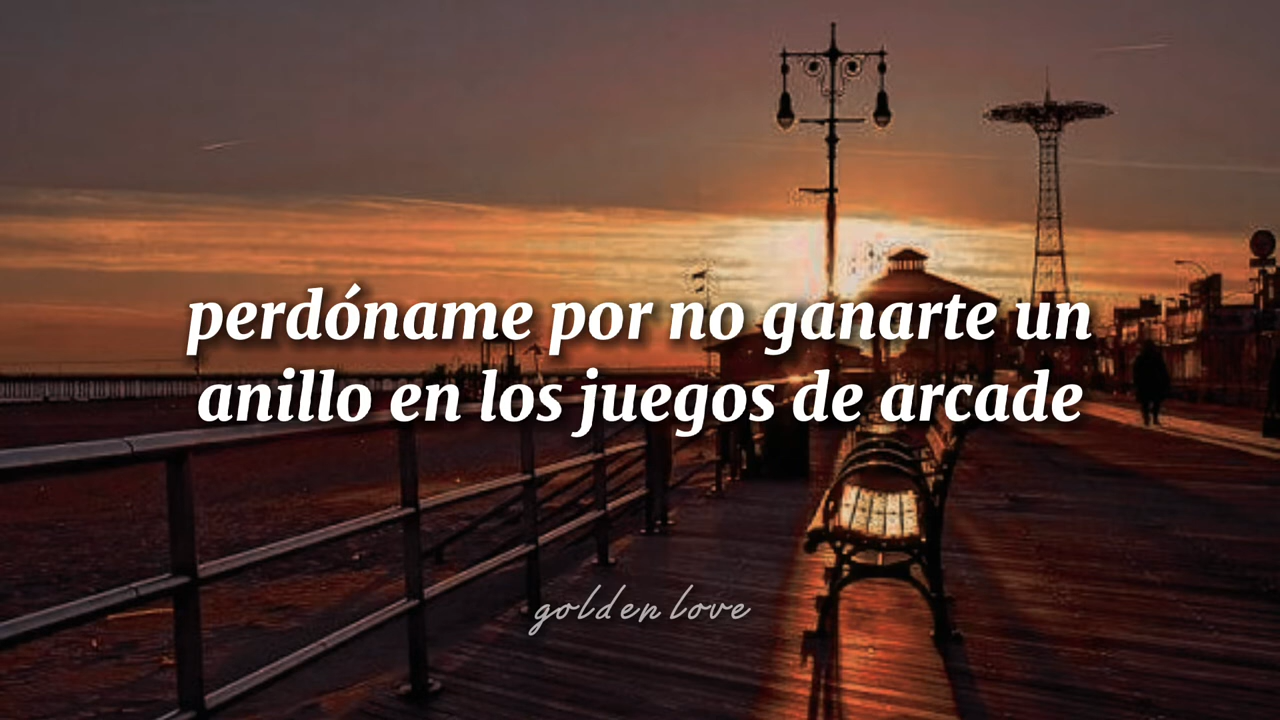 perdóname por no ganarte un
anillo en los juegos de arcade
golden love